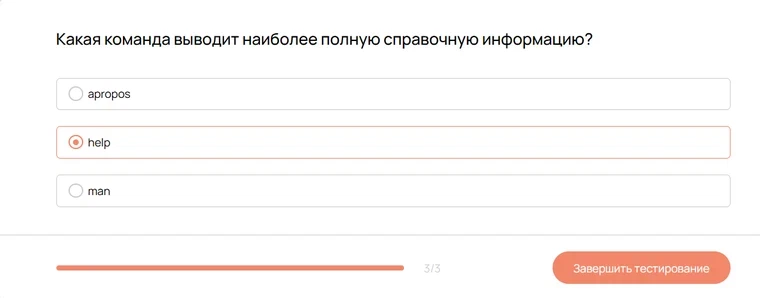 Какая команда выводит наиболее полную справочную информацию?
apropos
help
man
3/3
Завершить тестирование